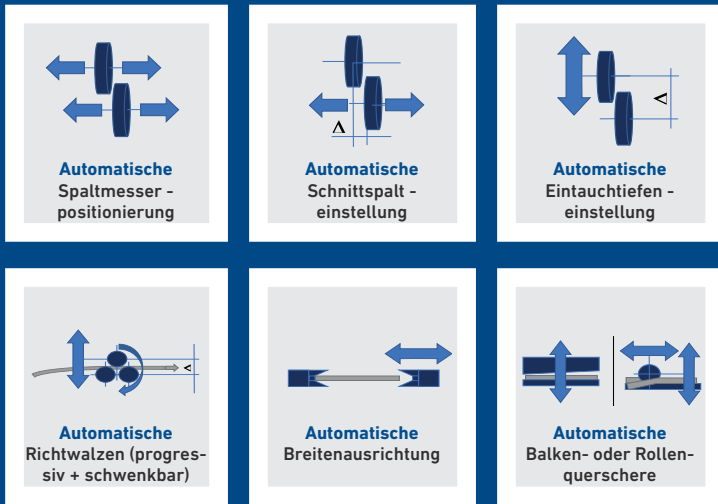 Automatische
Spaltmesser -
positionierung
Δ
Automatische
Schnittspalt -
einstellung
Δ
Automatische
Eintauchtiefen -
einstellung
Δ
Automatische
Richtwalzen (progres-
siv + schwenkbar)
Automatische
Breitenausrichtung
Automatische
Balken- oder Rollen-
querschere